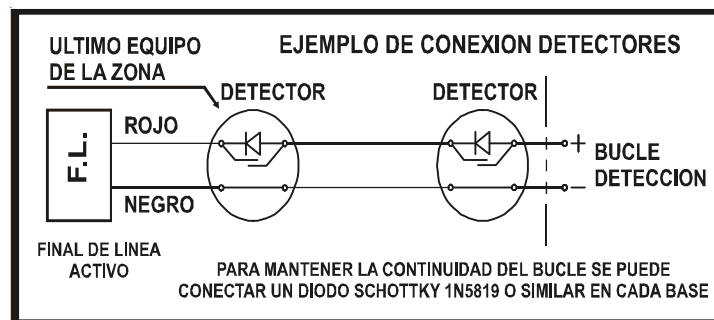 ULTIMO EQUIPO
DE LA ZONA
EJEMPLO DE CONEXION DETECTORES
DETECTOR
DETECTOR
F.L.
ROJO
NEGRO
+
BUCLE
DETECCION
−
FINAL DE LINEA
ACTIVO
PARA MANTENER LA CONTINUIDAD DEL BUCLE SE PUEDE
CONECTAR UN DIODO SCHOTTKY 1N5819 O SIMILAR EN CADA BASE